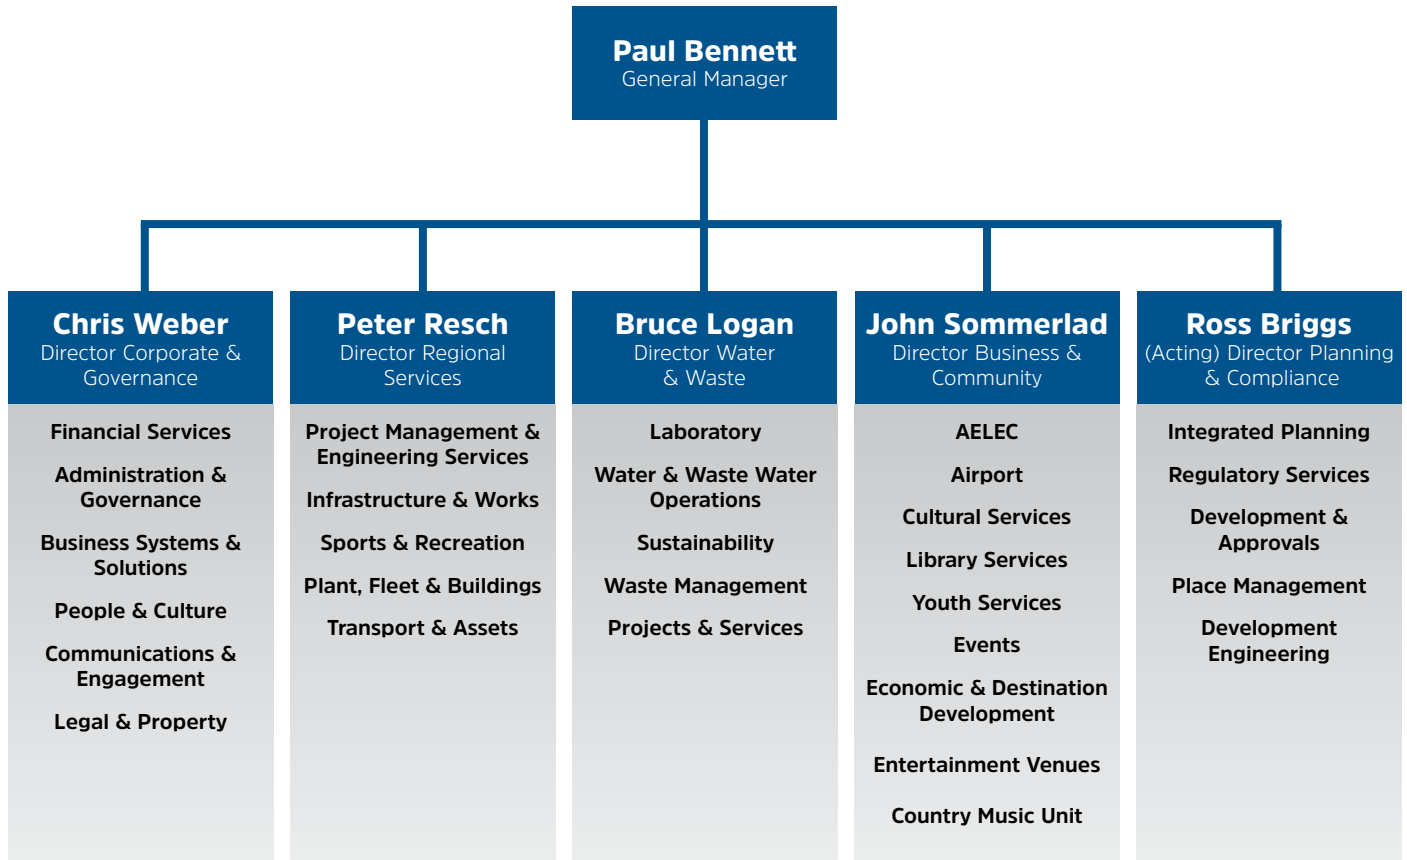 Paul Bennett
General Manager
Chris Weber
Director Corporate &
Governance
Financial Services
Administration &
Governance
Business Systems &
Solutions
People & Culture
Communications &
Engagement
Legal & Property
Peter Resch
Director Regional
Services
Project Management &
Engineering Services
Infrastructure & Works
Sports & Recreation
Plant, Fleet & Buildings
Transport & Assets
Bruce Logan
Director Water
& Waste
Laboratory
Water & Waste Water
Operations
Sustainability
Waste Management
Projects & Services
John Sommerlad
Director Business &
Community
AELEC
Airport
Cultural Services
Library Services
Youth Services
Events
Economic & Destination
Development
Entertainment Venues
Country Music Unit
Ross Briggs
(Acting) Director Planning
& Compliance
Integrated Planning
Regulatory Services
Development &
Approvals
Place Management
Development
Engineering